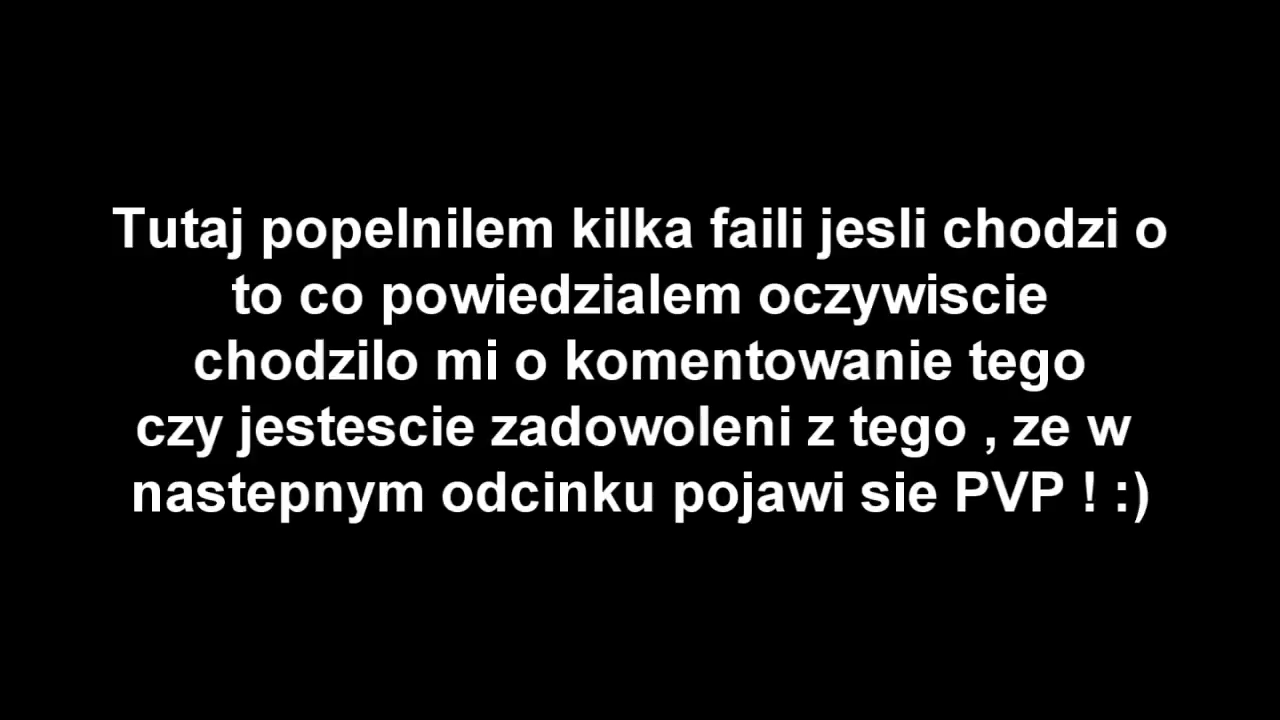 Tutaj popelnilem kilka faili jesli chodzi o
to co powiedzialem oczywiscie
chodzilo mi o komentowanie tego
czy jestescie zadowoleni z tego , ze w
nastepnym odcinku pojawi sie PVP ! :)